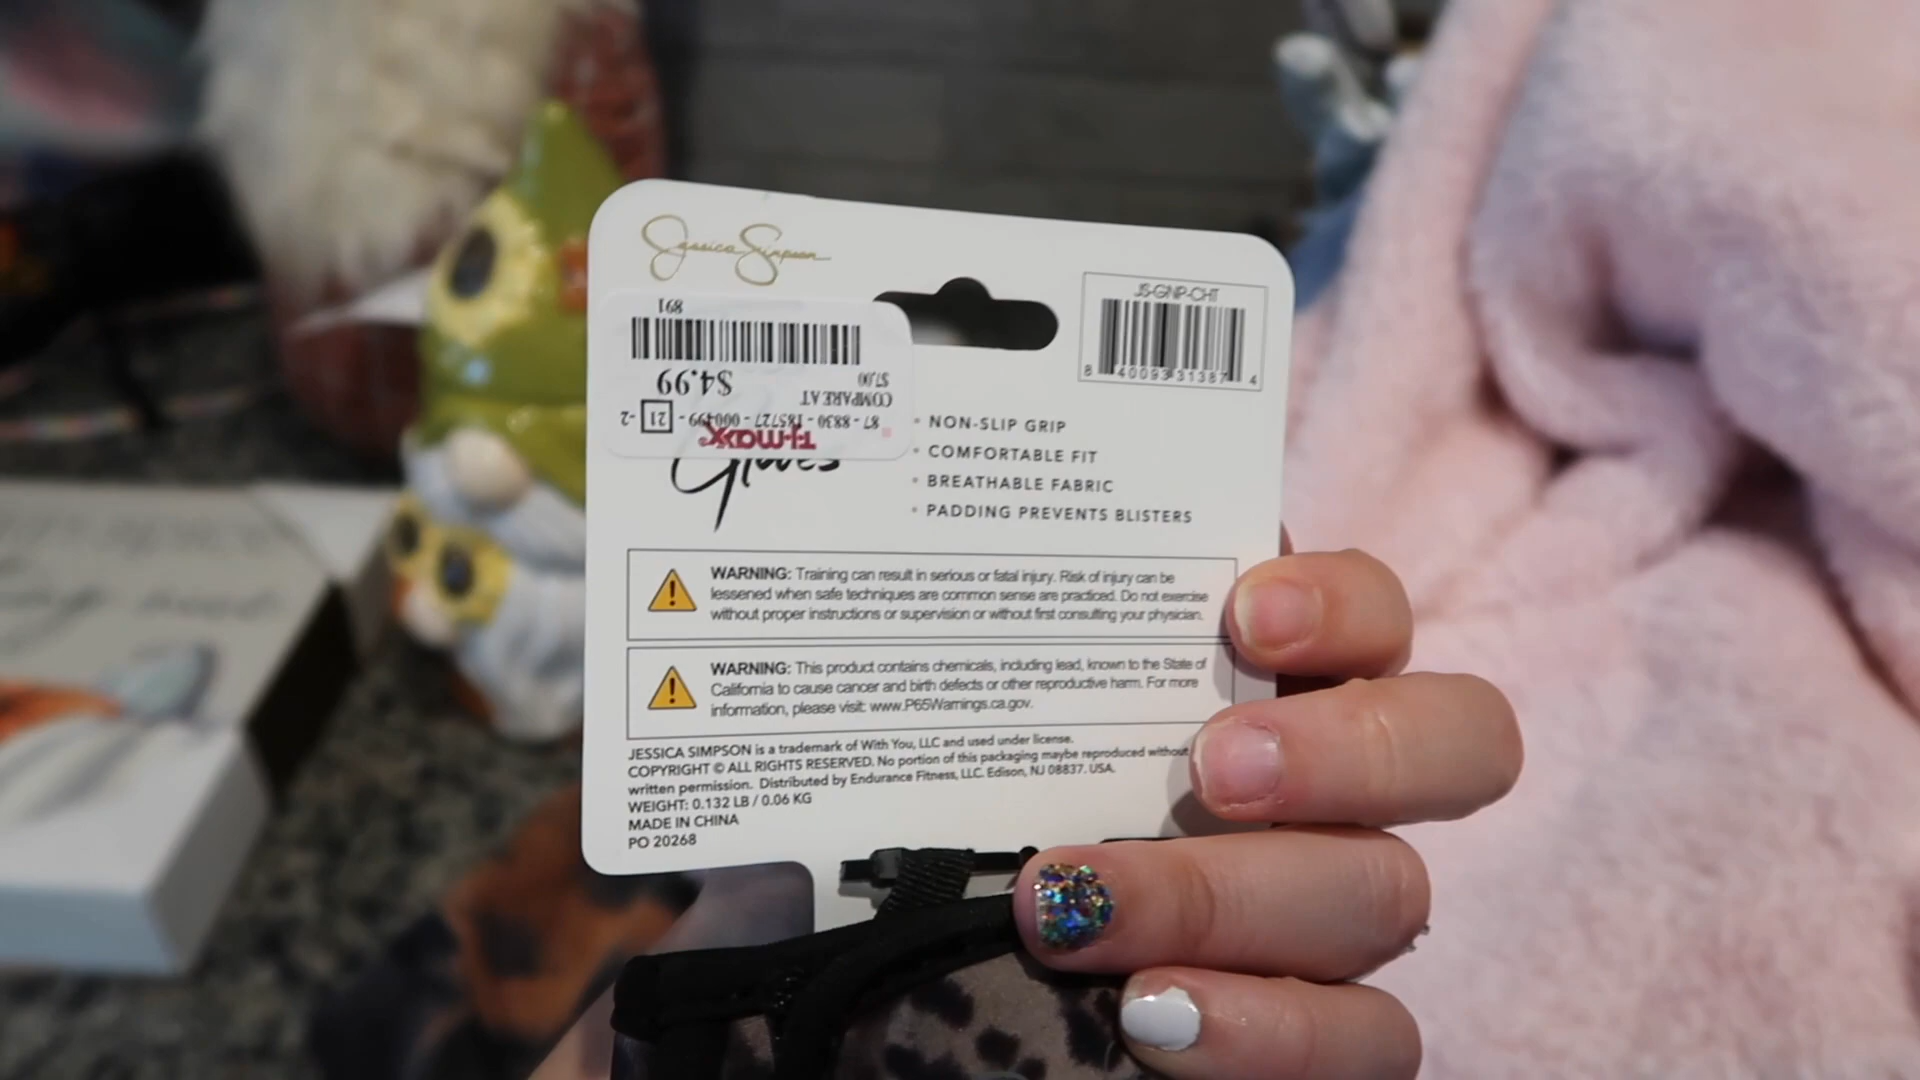 Jessica Simpson
891
$4.99
$7.00
COMPARE AT
87 - 8830 - 185727 - 000499 - 21 -2
T·J·maxx
Gloves
JS-GNP-CHT
8 40093 31387 4
• NON-SLIP GRIP
• COMFORTABLE FIT
• BREATHABLE FABRIC
• PADDING PREVENTS BLISTERS
WARNING: Training can result in serious or fatal injury. Risk of injury can be
lessened when safe techniques are common sense are practiced. Do not exercise
without proper instructions or supervision or without first consulting your physician.
WARNING: This product contains chemicals, including lead, known to the State of
California to cause cancer and birth defects or other reproductive harm. For more
information, please visit: www.P65Warnings.ca.gov.
JESSICA SIMPSON is a trademark of With You, LLC and used under license.
COPYRIGHT © ALL RIGHTS RESERVED. No portion of this packaging maybe reproduced without
written permission. Distributed by Endurance Fitness, LLC. Edison, NJ 08837. USA.
WEIGHT: 0.132 LB / 0.06 KG
MADE IN CHINA
PO 20268